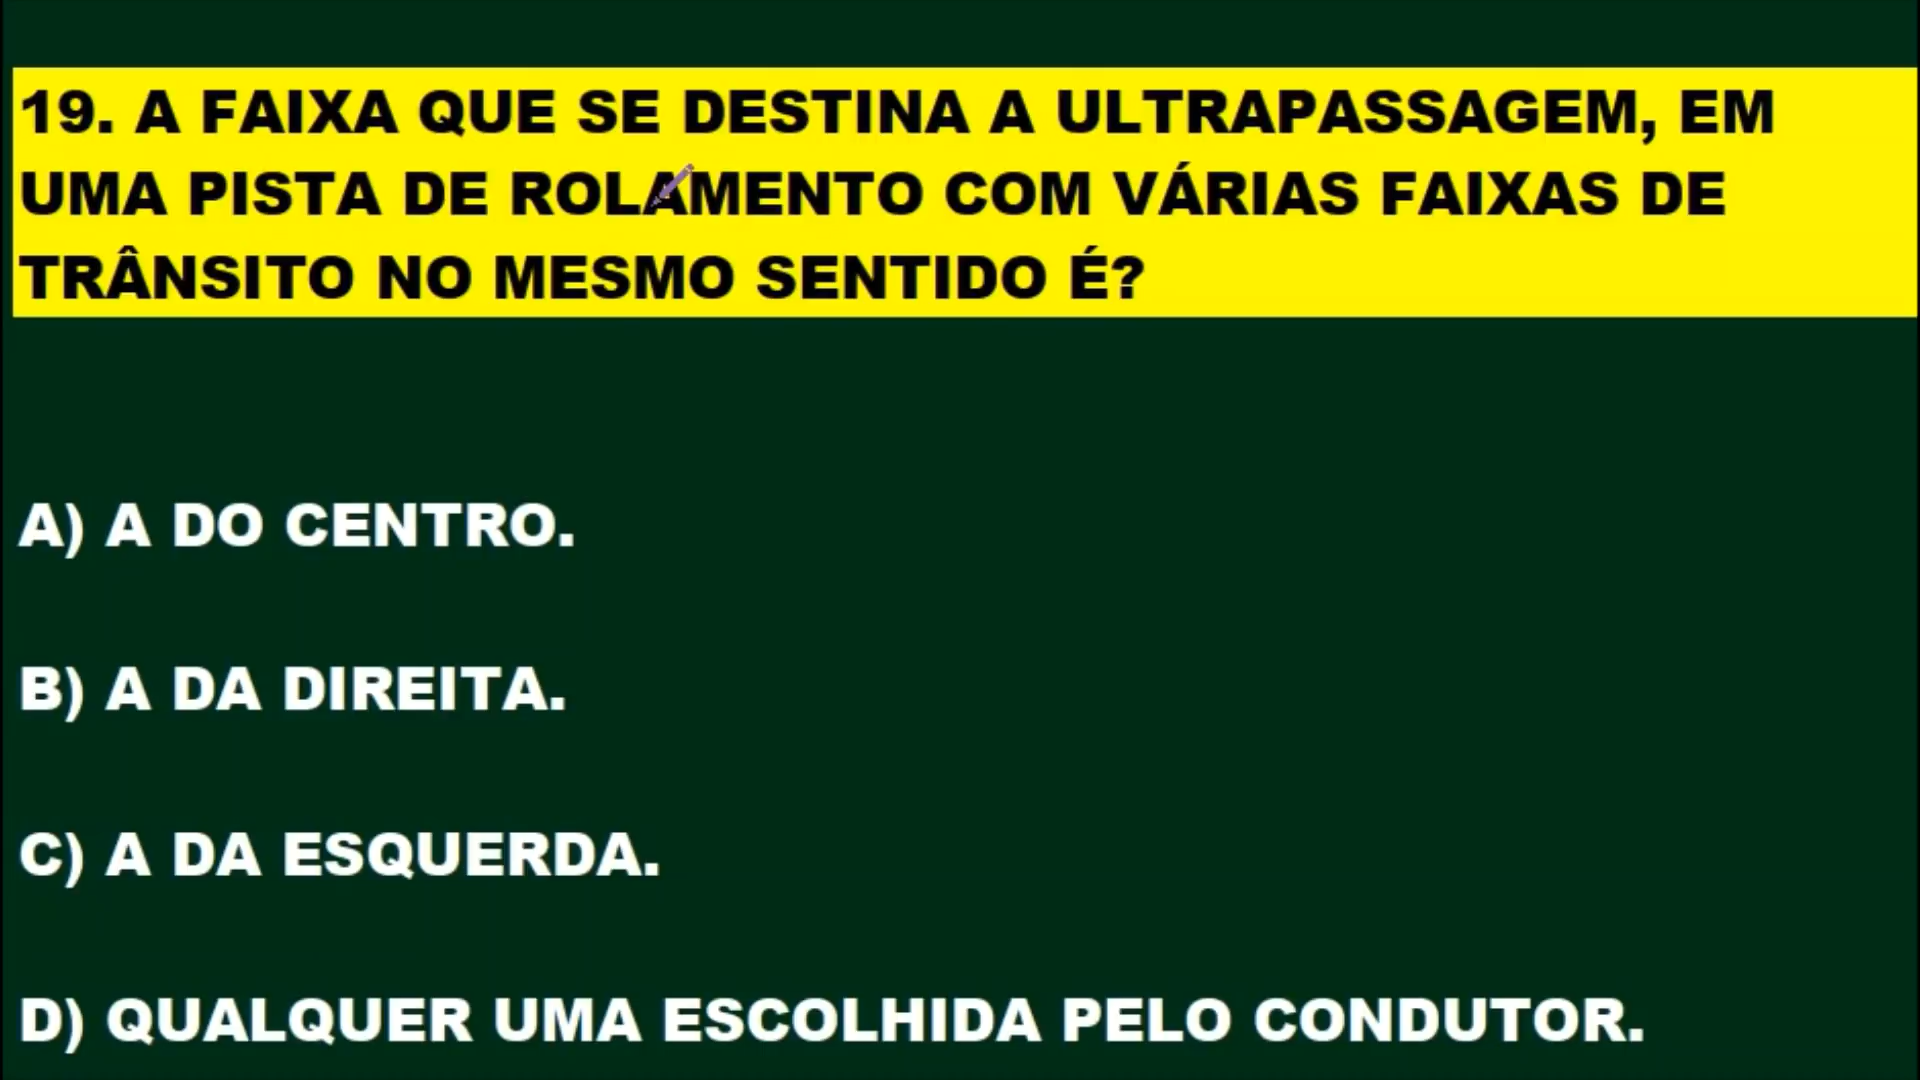 19. A FAIXA QUE SE DESTINA A ULTRAPASSAGEM, EM
UMA PISTA DE ROLAMENTO COM VÁRIAS FAIXAS DE
TRÂNSITO NO MESMO SENTIDO É?
A) A DO CENTRO.
B) A DA DIREITA.
C) A DA ESQUERDA.
D) QUALQUER UMA ESCOLHIDA PELO CONDUTOR.